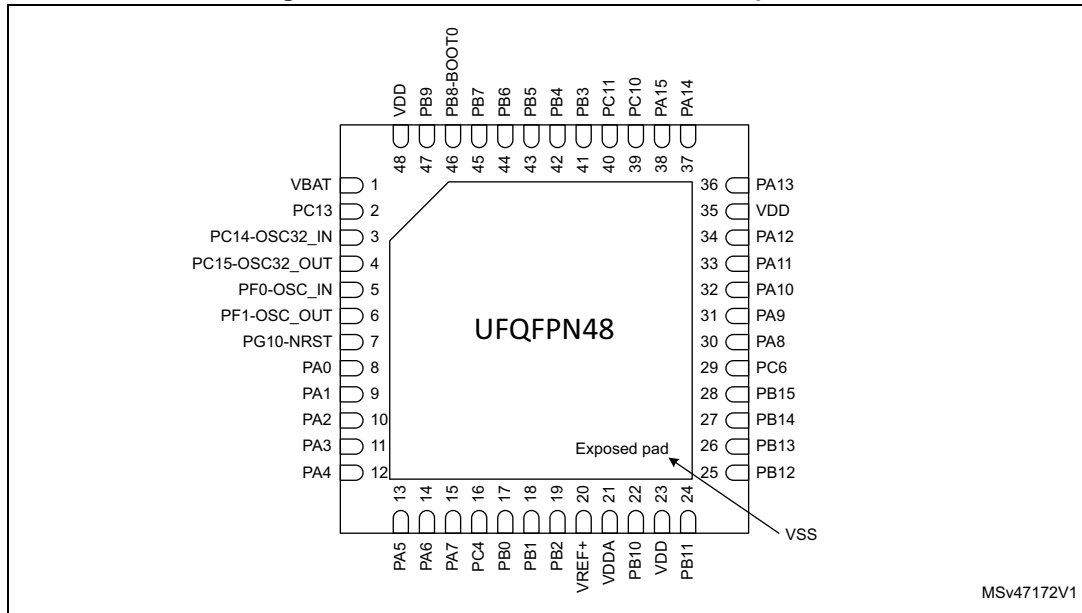 VDD
PB9
PB8-BOOT0
PB7
PB6
PB5
PB4
PB3
PC11
PC10
PA15
PA14
48
47
46
45
44
43
42
41
40
39
38
37
VBAT 1
PC13 2
PC14-OSC32_IN 3
PC15-OSC32_OUT 4
PF0-OSC_IN 5
PF1-OSC_OUT 6
PG10-NRST 7
PA0 8
PA1 9
PA2 10
PA3 11
PA4 12
UFQFPN48
Exposed pad
36 PA13
35 VDD
34 PA12
33 PA11
32 PA10
31 PA9
30 PA8
29 PC6
28 PB15
27 PB14
26 PB13
25 PB12
13
14
15
16
17
18
19
20
21
22
23
24
PA5
PA6
PA7
PC4
PB0
PB1
PB2
VREF+
VDDA
PB10
VDD
PB11
VSS
MSv47172V1